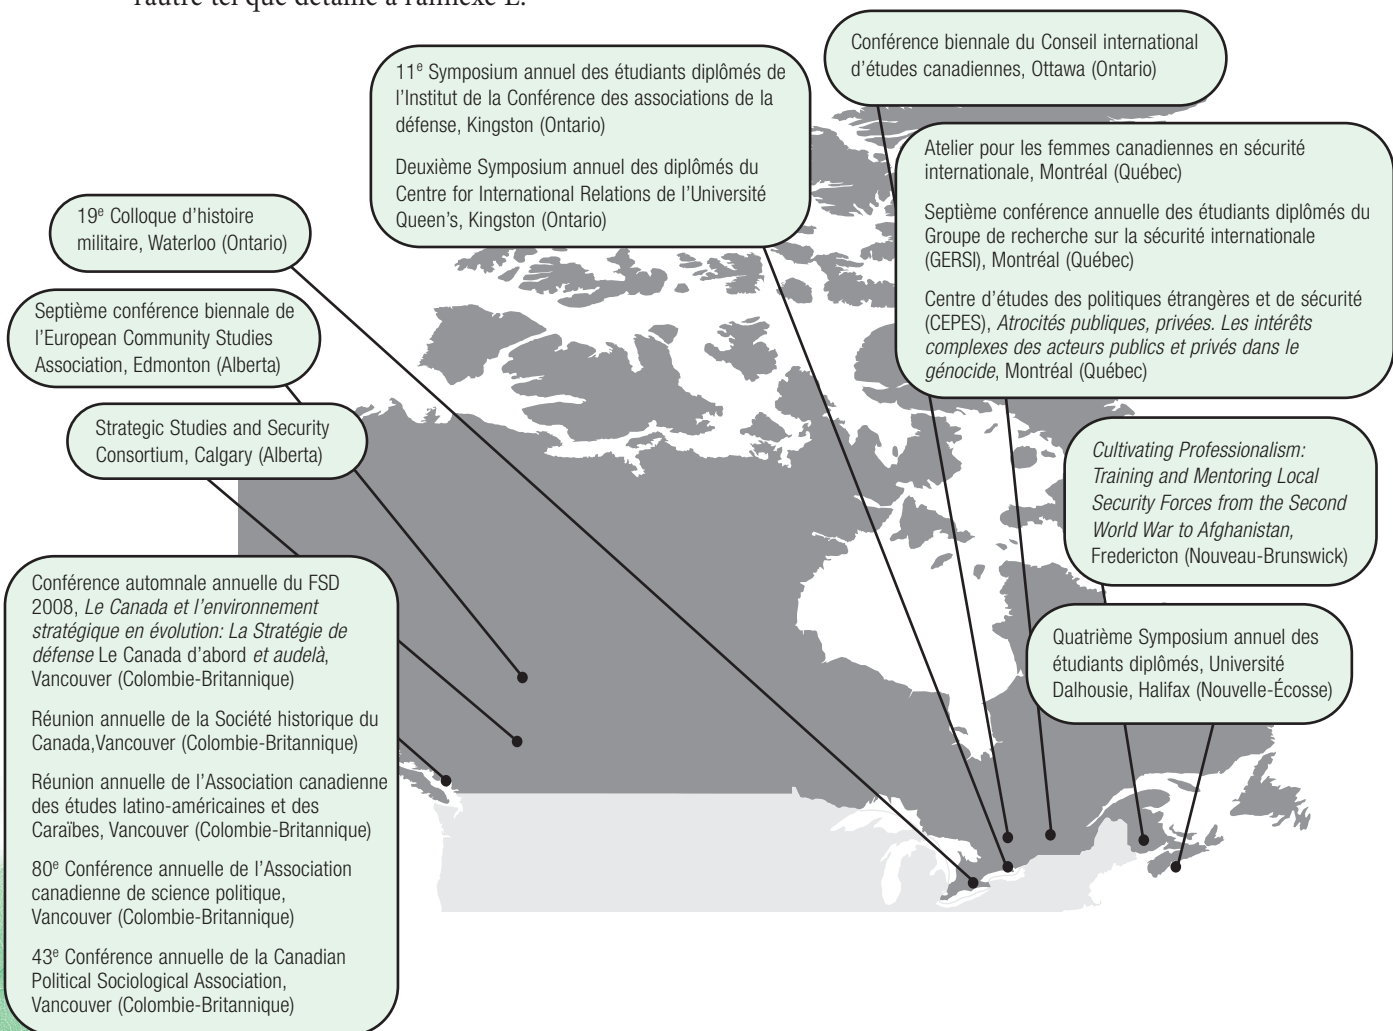 l'autre tel que détaillé à l'annexe E.
Conférence biennale du Conseil international
d'études canadiennes, Ottawa (Ontario)
11e Symposium annuel des étudiants diplômés de
l'Institut de la Conférence des associations de la
défense, Kingston (Ontario)
Deuxième Symposium annuel des diplômés du
Centre for International Relations de l'Université
Queen's, Kingston (Ontario)
Atelier pour les femmes canadiennes en sécurité
internationale, Montréal (Québec)
Septième conférence annuelle des étudiants diplômés du
Groupe de recherche sur la sécurité internationale
(GERSI), Montréal (Québec)
Centre d'études des politiques étrangères et de sécurité
(CEPES), Atrocités publiques, privées. Les intérêts
complexes des acteurs publics et privés dans le
génocide, Montréal (Québec)
19e Colloque d'histoire
militaire, Waterloo (Ontario)
Septième conférence biennale de
l'European Community Studies
Association, Edmonton (Alberta)
Strategic Studies and Security
Consortium, Calgary (Alberta)
Cultivating Professionalism:
Training and Mentoring Local
Security Forces from the Second
World War to Afghanistan,
Fredericton (Nouveau-Brunswick)
Quatrième Symposium annuel des
étudiants diplômés, Université
Dalhousie, Halifax (Nouvelle-Écosse)
Conférence automnale annuelle du FSD
2008, Le Canada et l'environnement
stratégique en évolution: La Stratégie de
défense Le Canada d'abord et audelà,
Vancouver (Colombie-Britannique)
Réunion annuelle de la Société historique du
Canada,Vancouver (Colombie-Britannique)
Réunion annuelle de l'Association canadienne
des études latino-américaines et des
Caraïbes, Vancouver (Colombie-Britannique)
80e Conférence annuelle de l'Association
canadienne de science politique,
Vancouver (Colombie-Britannique)
43e Conférence annuelle de la Canadian
Political Sociological Association,
Vancouver (Colombie-Britannique)